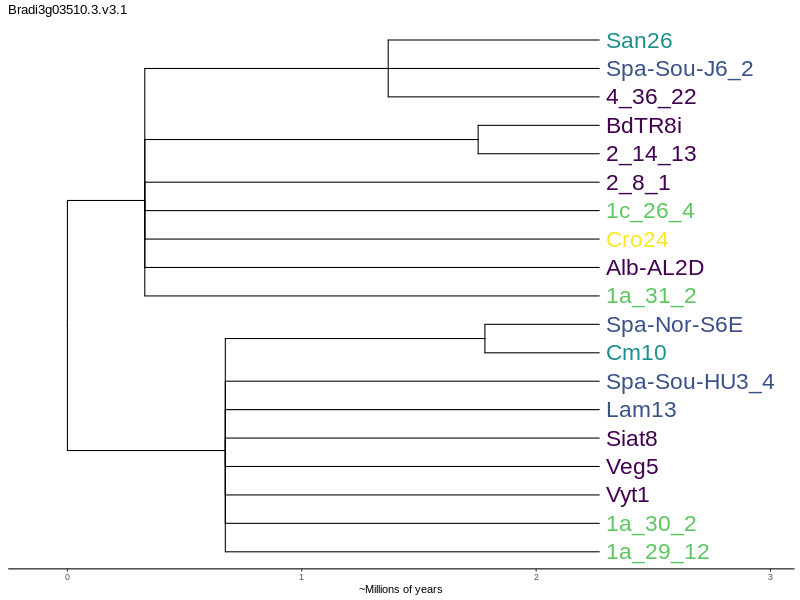 Bradi3g03510.3.v3.1
San26
Spa-Sou-J6_2
4_36_22
BdTR8i
2_14_13
2_8_1
1c_26_4
Cro24
Alb-AL2D
1a_31_2
Spa-Nor-S6E
Cm10
Spa-Sou-HU3_4
Lam13
Siat8
Veg5
Vyt1
1a_30_2
1a_29_12
0 1 2 3
~Millions of years